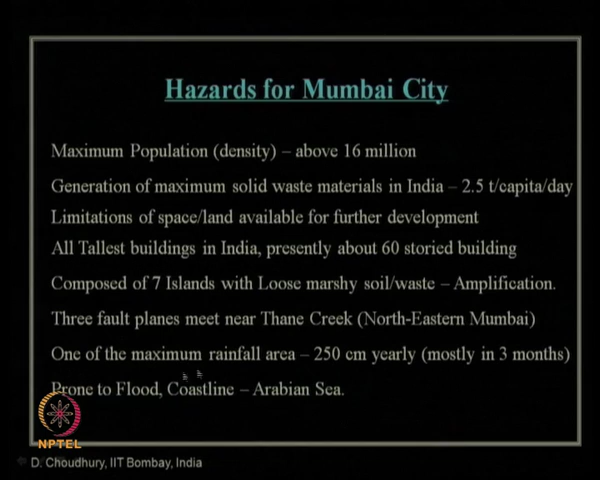 Hazards for Mumbai City
Maximum Population (density) – above 16 million
Generation of maximum solid waste materials in India – 2.5 t/capita/day
Limitations of space/land available for further development
All Tallest buildings in India, presently about 60 storied building
Composed of 7 Islands with Loose marshy soil/waste – Amplification.
Three fault planes meet near Thane Creek (North-Eastern Mumbai)
One of the maximum rainfall area – 250 cm yearly (mostly in 3 months)
Prone to Flood, Coastline – Arabian Sea.
NPTEL
D. Choudhury, IIT Bombay, India